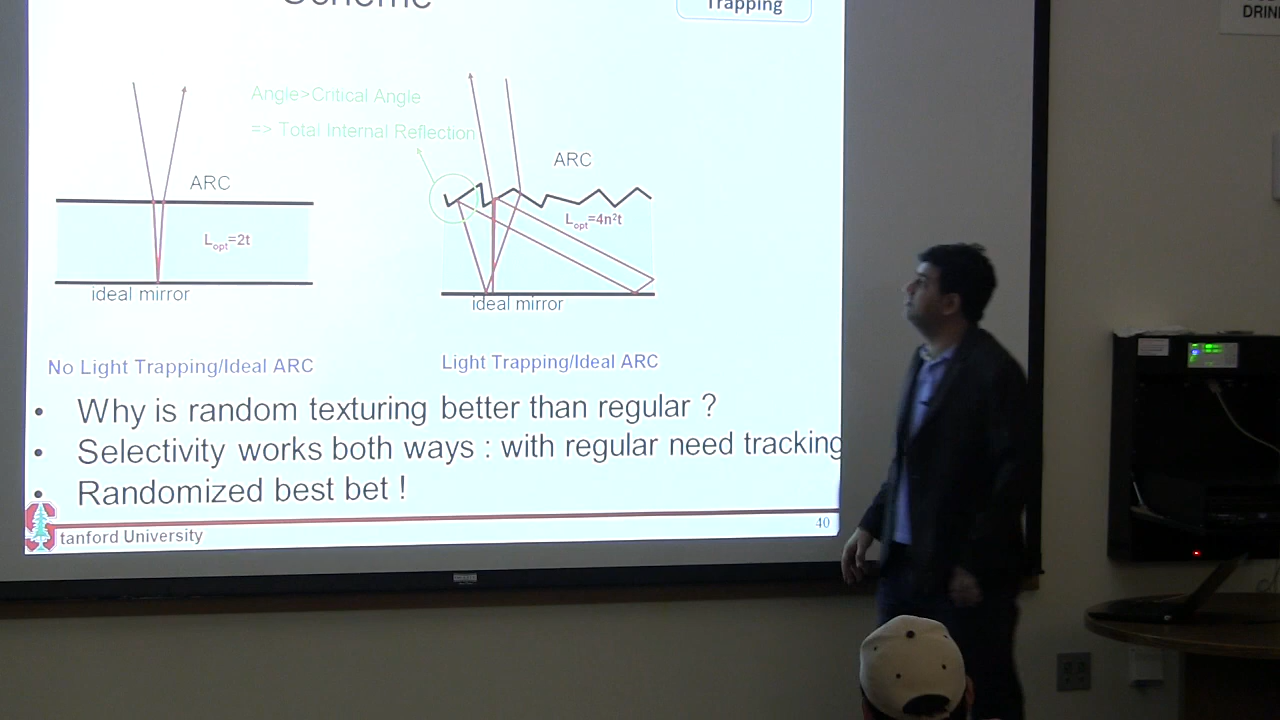 Scheme
Trapping
DRIN
Angle>Critical Angle
=> Total Internal Reflection
ARC
ARC
Lopt=2t
Lopt=4n²t
ideal mirror
ideal mirror
No Light Trapping/Ideal ARC
Light Trapping/Ideal ARC
• Why is random texturing better than regular ?
• Selectivity works both ways : with regular need tracking
• Randomized best bet !
Stanford University
40